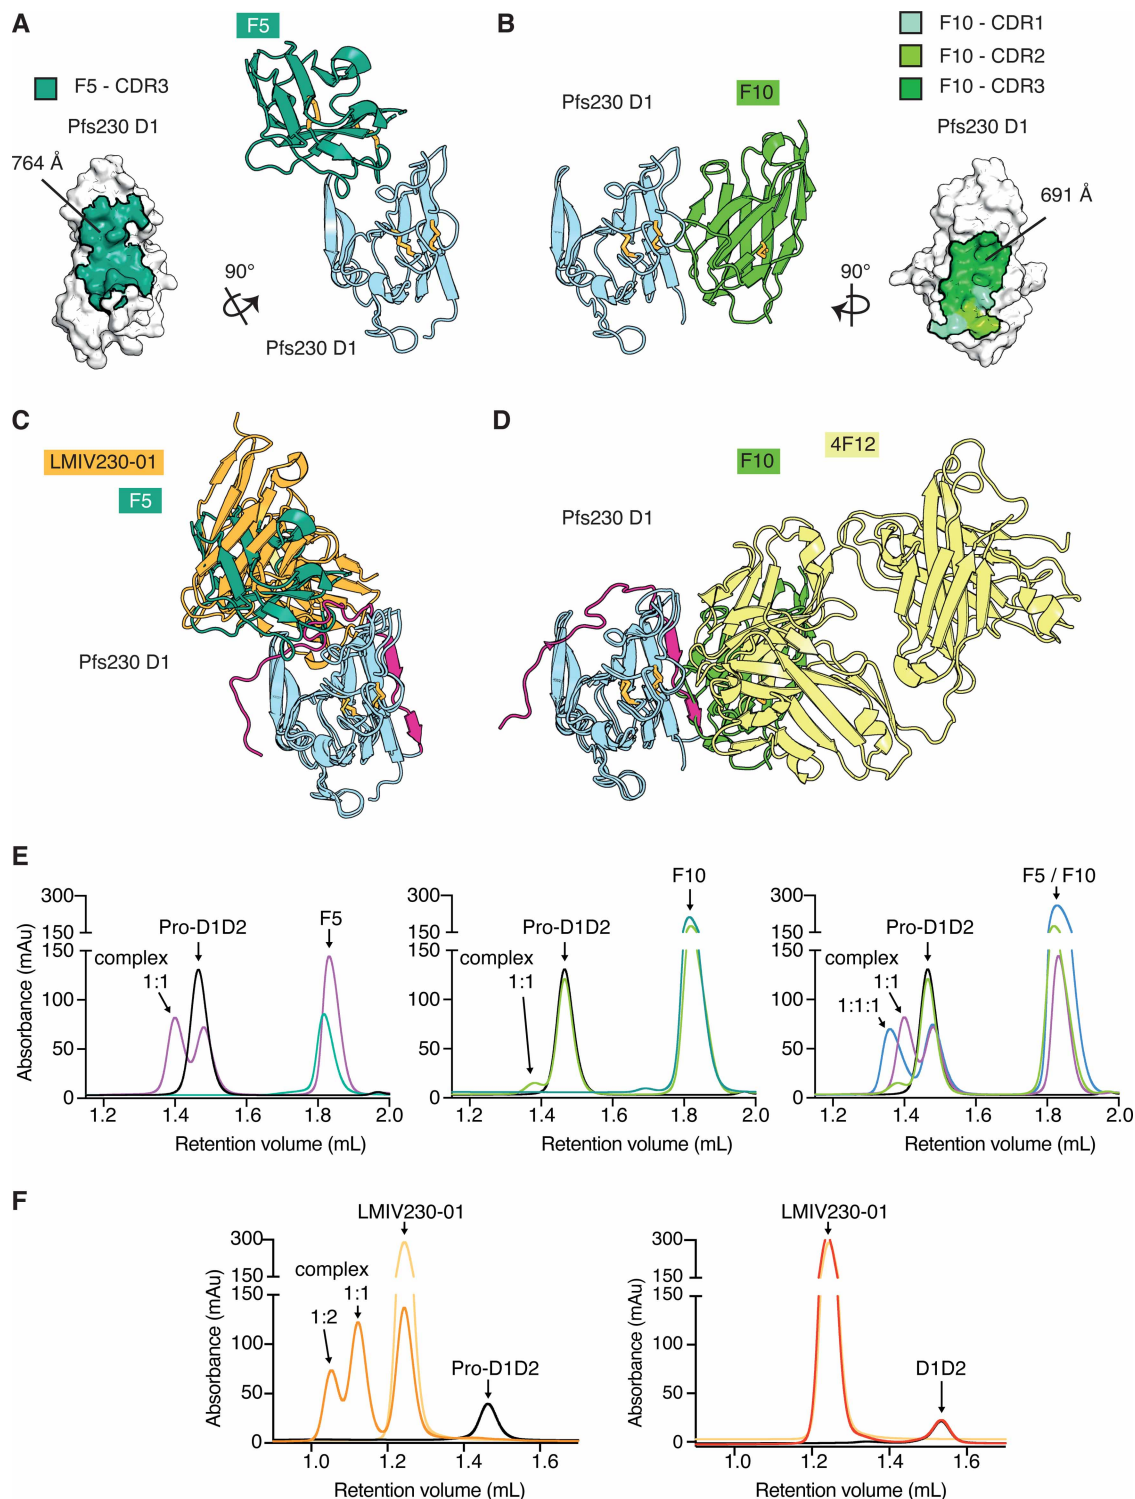 A
F5
F5 - CDR3
Pfs230 D1
764 Å
90°
Pfs230 D1
B
Pfs230 D1
F10
F10 - CDR1
F10 - CDR2
F10 - CDR3
Pfs230 D1
691 Å
90°
C
LMIV230-01
F5
Pfs230 D1
D
4F12
F10
Pfs230 D1
E
300
150
150
100
50
0
Absorbance (mAu)
Pro-D1D2
F5
complex
1:1
1.2 1.4 1.6 1.8 2.0
Retention volume (mL)
300
150
150
100
50
0
F10
Pro-D1D2
complex
1:1
1.2 1.4 1.6 1.8 2.0
Retention volume (mL)
300
150
150
100
50
0
F5 / F10
Pro-D1D2
complex
1:1
1:1:1
1.2 1.4 1.6 1.8 2.0
Retention volume (mL)
F
LMIV230-01
300
150
150
100
50
0
Absorbance (mAu)
complex
1:1
1:2
Pro-D1D2
1.0 1.2 1.4 1.6
Retention volume (mL)
LMIV230-01
300
150
150
100
50
0
Absorbance (mAu)
D1D2
1.0 1.2 1.4 1.6
Retention volume (mL)